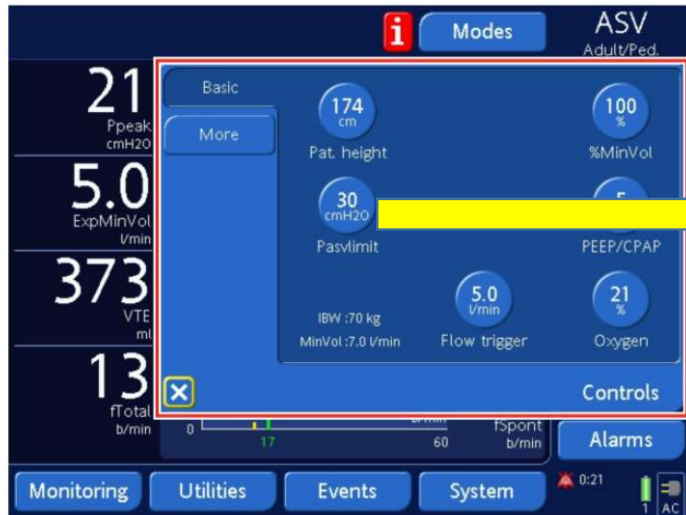 i
Modes
ASV
Adult/Ped.
21
Ppeak
cmH2O
5.0
ExpMinVol
l/min
373
VTE
ml
13
fTotal
b/min
Basic
More
174
cm
Pat. height
100
%
%MinVol
30
cmH2O
Pasvlimit
PEEP/CPAP
IBW :70 kg
MinVol :7.0 l/min
5.0
l/min
Flow trigger
21
%
Oxygen
Controls
0
17
60
fSpont
b/min
Alarms
Monitoring
Utilities
Events
System
0:21
1
AC